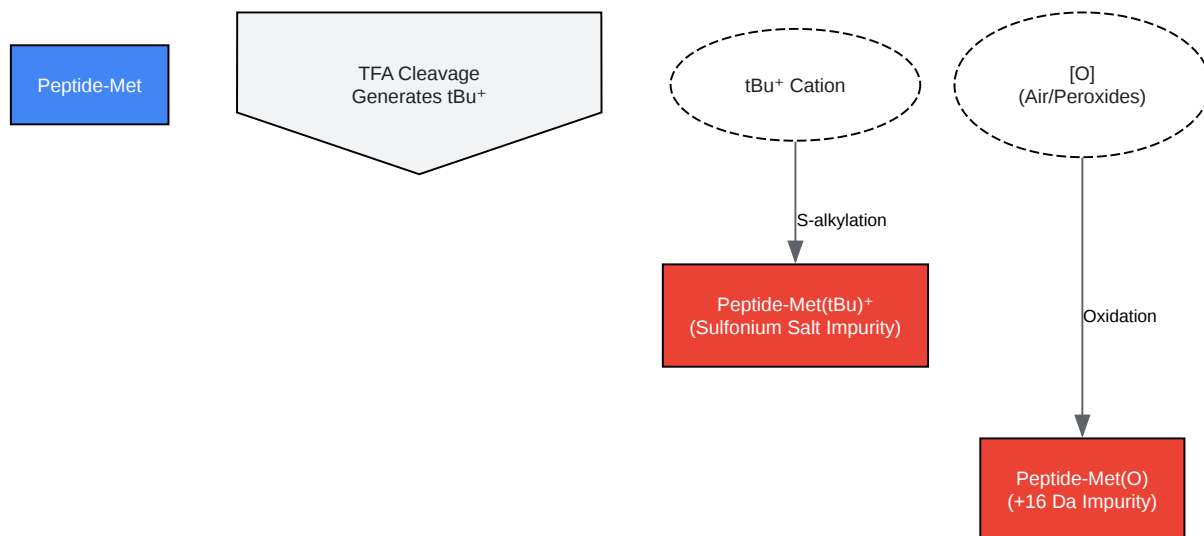 Peptide-Met
TFA Cleavage
Generates tBu⁺
tBu⁺ Cation
[O]
(Air/Peroxides)
S-alkylation
Peptide-Met(tBu)⁺
(Sulfonium Salt Impurity)
Oxidation
Peptide-Met(O)
(+16 Da Impurity)